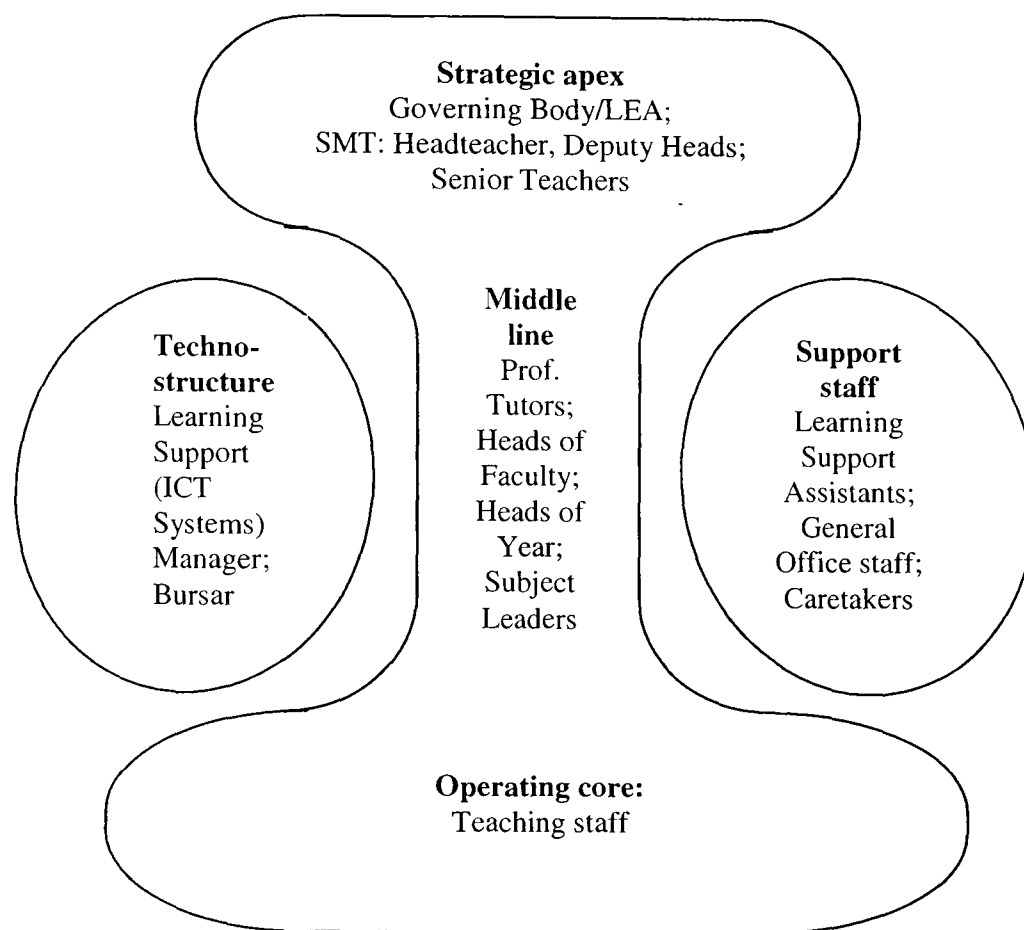 Strategic apex
Governing Body/LEA;
SMT: Headteacher, Deputy Heads;
Senior Teachers
Techno-
structure
Learning
Support
(ICT
Systems)
Manager;
Bursar
Middle
line
Prof.
Tutors;
Heads of
Faculty;
Heads of
Year;
Subject
Leaders
Support
staff
Learning
Support
Assistants;
General
Office staff;
Caretakers
Operating core:
Teaching staff